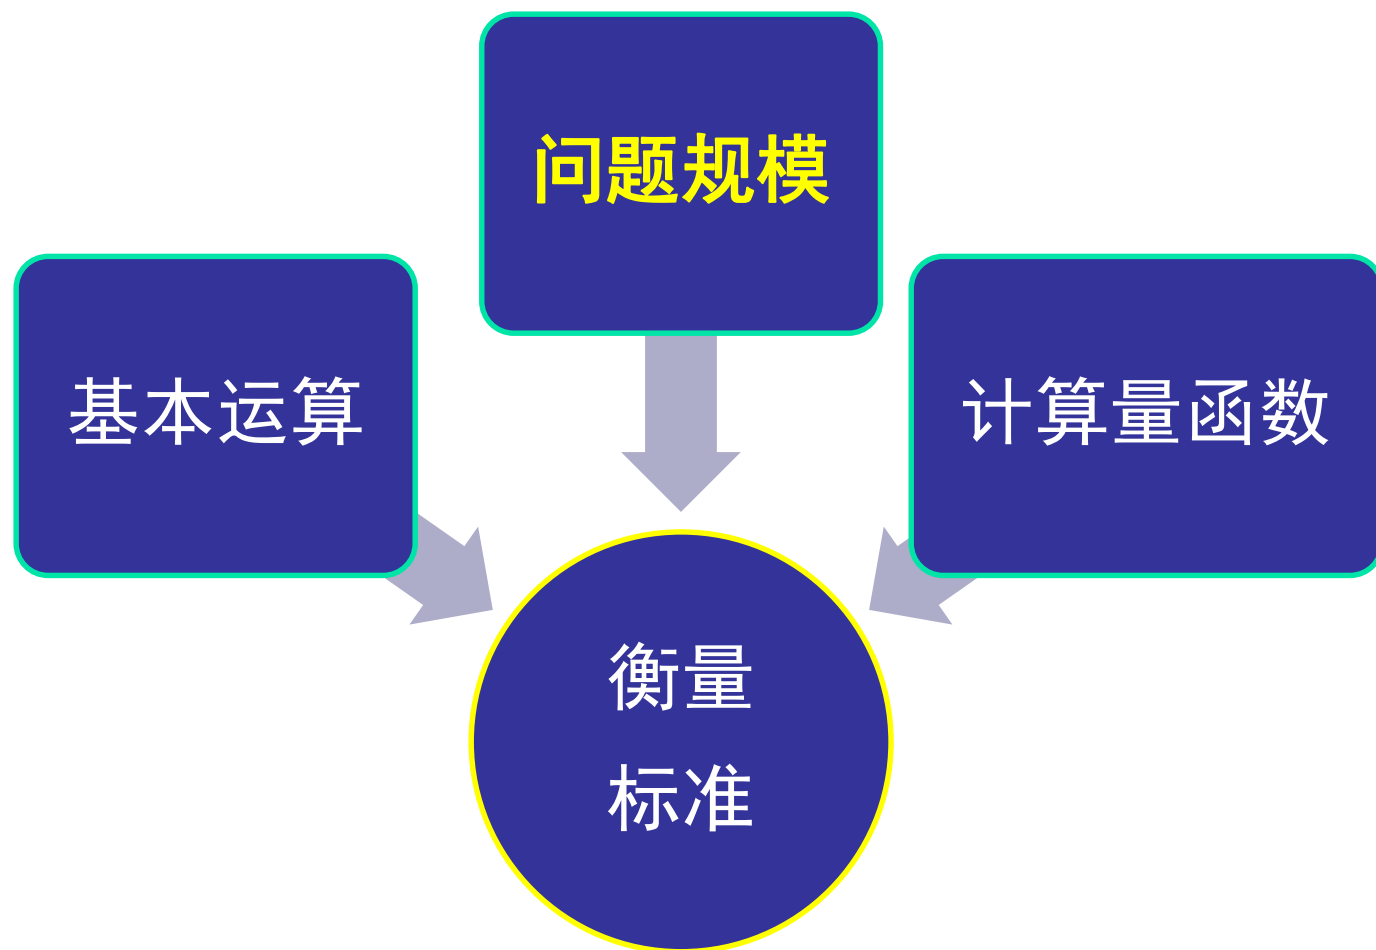 问题规模
基本运算
计算量函数
衡量
标准